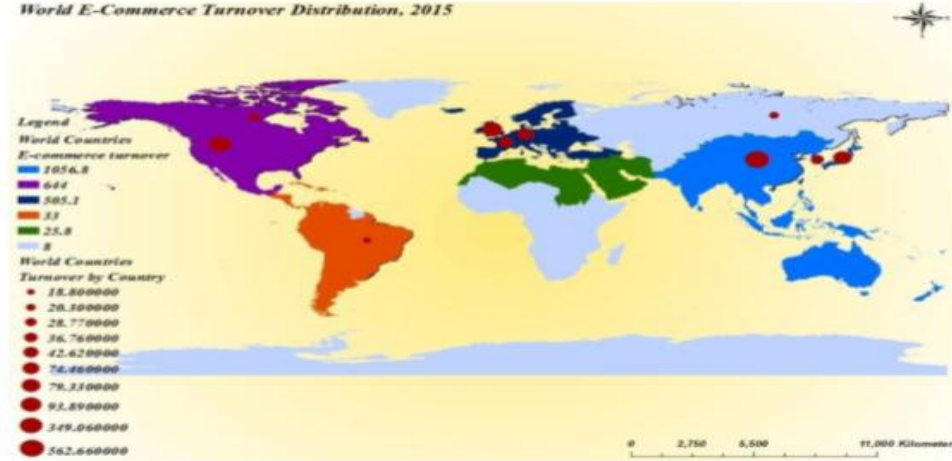 World E-Commerce Turnover Distribution, 2015
Legend
World Countries
E-commerce turnover
1056.8
644
505.1
33
25.8
8
World Countries
Turnover by Country
18.800000
20.300000
28.770000
36.760000
42.620000
74.460000
79.330000
93.890000
349.060000
562.660000
0 2,750 5,500 11,000 Kilometer